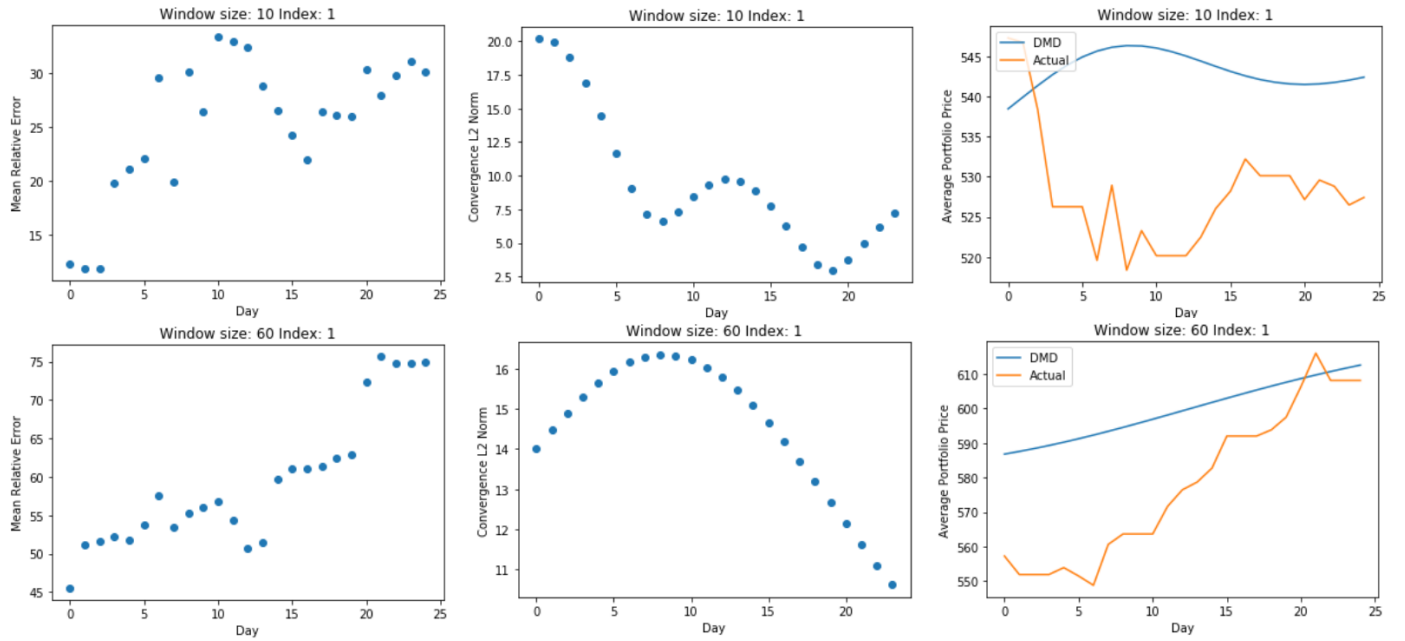 Window size: 10 Index: 1
Mean Relative Error
30
25
20
15
0 5 10 15 20 25
Day
Window size: 10 Index: 1
Convergence L2 Norm
20.0
17.5
15.0
12.5
10.0
7.5
5.0
2.5
0 5 10 15 20
Day
Window size: 10 Index: 1
Average Portfolio Price
DMD
Actual
545
540
535
530
525
520
0 5 10 15 20 25
Day
Window size: 60 Index: 1
Mean Relative Error
75
70
65
60
55
50
45
0 5 10 15 20 25
Day
Window size: 60 Index: 1
Convergence L2 Norm
16
15
14
13
12
11
0 5 10 15 20
Day
Window size: 60 Index: 1
Average Portfolio Price
DMD
Actual
610
600
590
580
570
560
550
0 5 10 15 20 25
Day